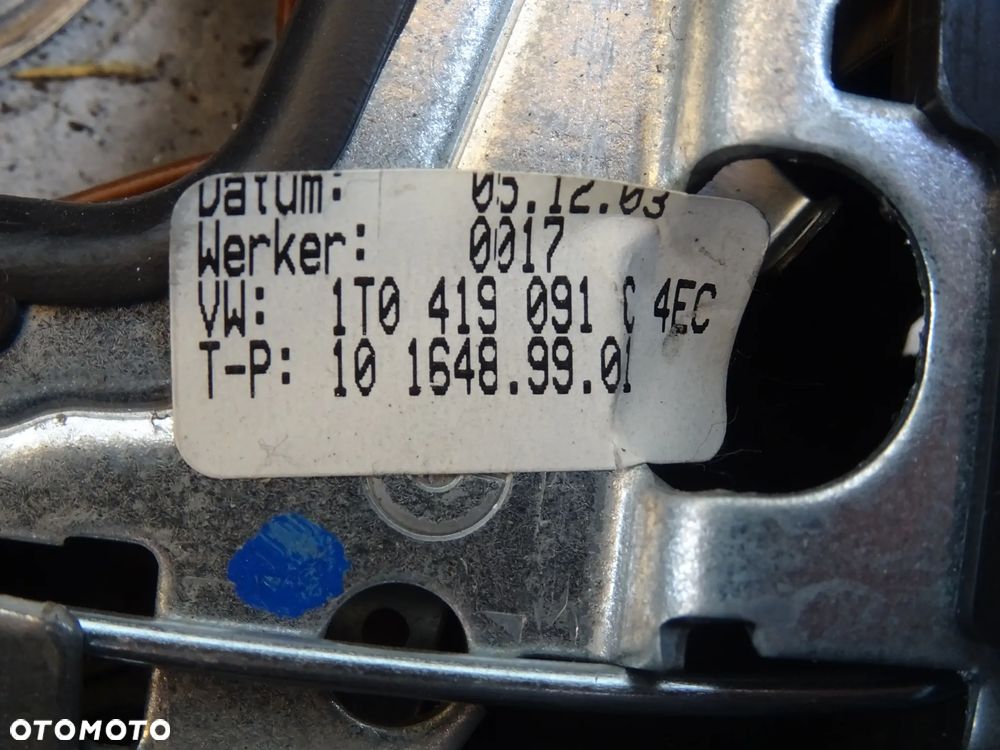 Datum: 05.12.03
Werker: 0017
VW: 1T0 419 091 C 4EC
T-P: 10 1648.99.01
OTOMOTO